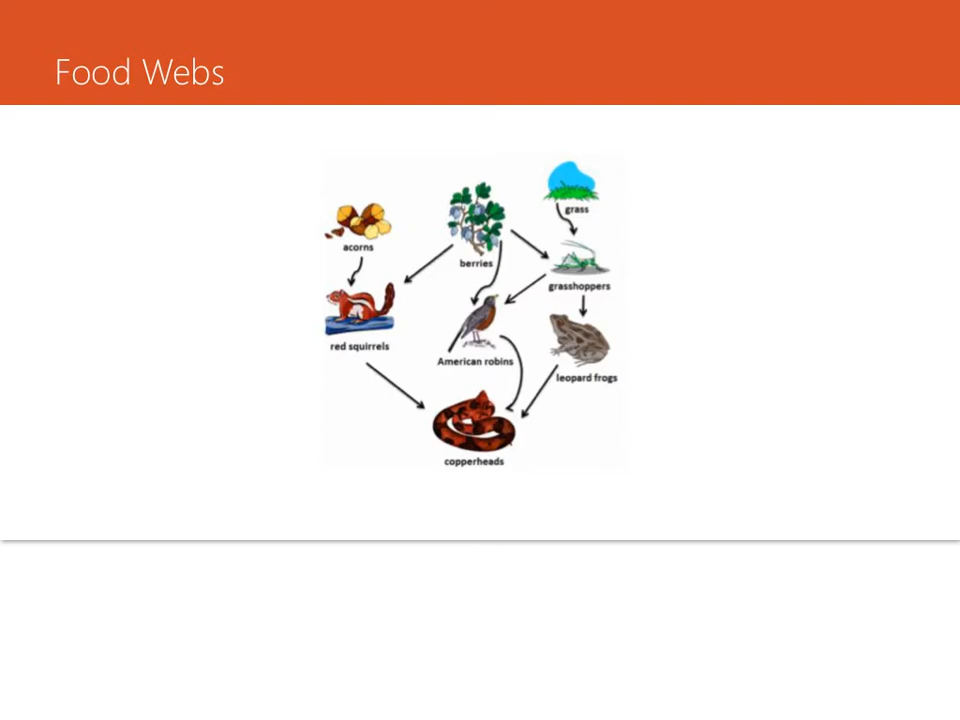 Food Webs
grass
acorns
berries
grasshoppers
red squirrels
American robins
leopard frogs
copperheads